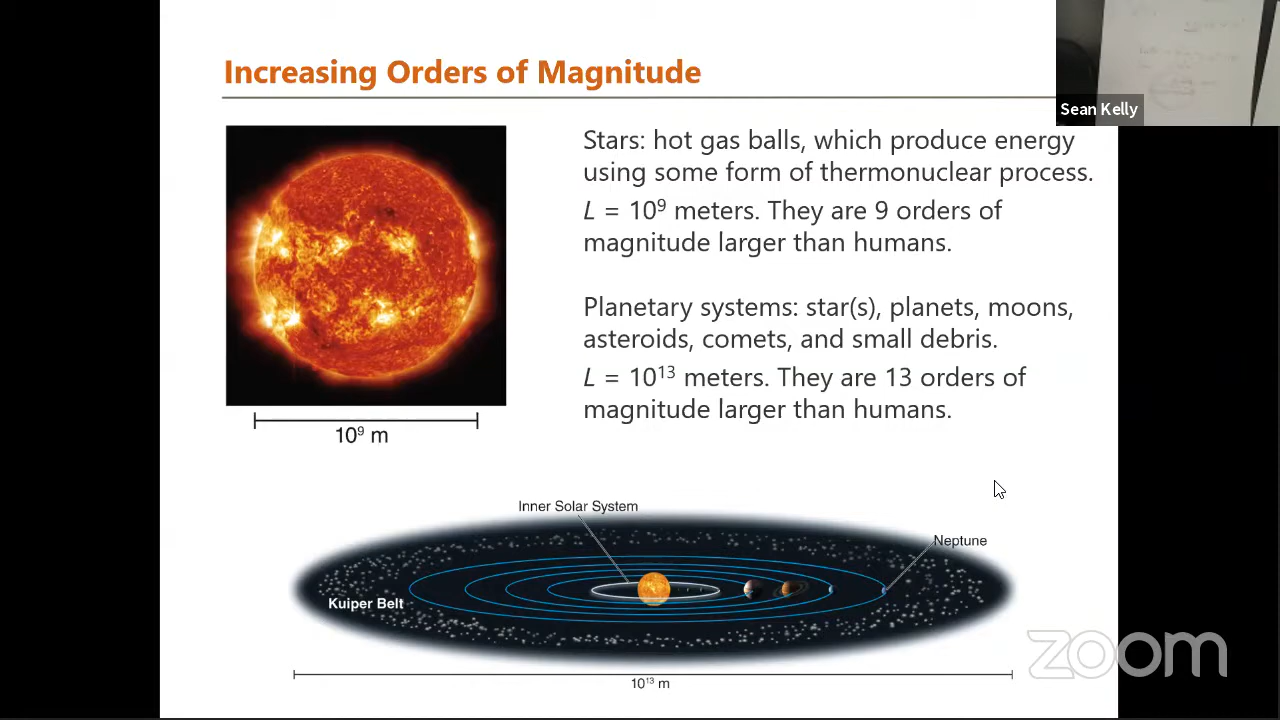 Increasing Orders of Magnitude
Sean Kelly
Stars: hot gas balls, which produce energy
using some form of thermonuclear process.
L = 10⁹ meters. They are 9 orders of
magnitude larger than humans.
Planetary systems: star(s), planets, moons,
asteroids, comets, and small debris.
L = 10¹³ meters. They are 13 orders of
magnitude larger than humans.
10⁹ m
Inner Solar System
Neptune
Kuiper Belt
10¹³ m
zoom